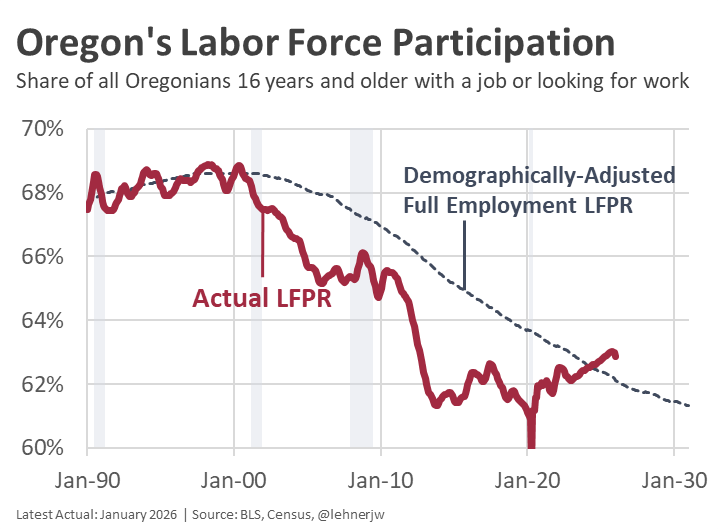 Oregon's Labor Force Participation
Share of all Oregonians 16 years and older with a job or looking for work
70%
68%
66%
64%
62%
60%
Demographically-Adjusted
Full Employment LFPR
Actual LFPR
Jan-90
Jan-00
Jan-10
Jan-20
Jan-30
Latest Actual: January 2026 | Source: BLS, Census, @lehnerjw